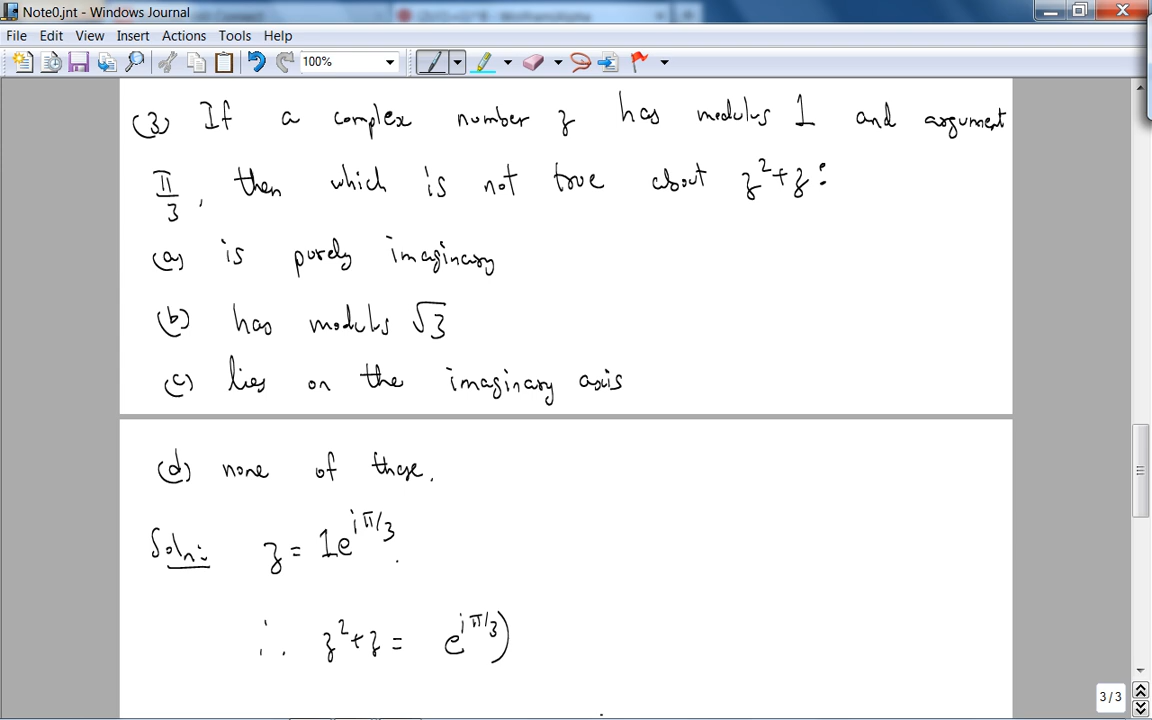 Note0.jnt - Windows Journal
File Edit View Insert Actions Tools Help
100%
(3) If a complex number z has modulus 1 and argument
π/3, then which is not true about z²+z:
(a) is purely imaginary
(b) has modulus √3
(c) lies on the imaginary axis
(d) none of these.
Soln: z = 1e^{iπ/3}.
∴ z²+z = e^{iπ/3})
3/3